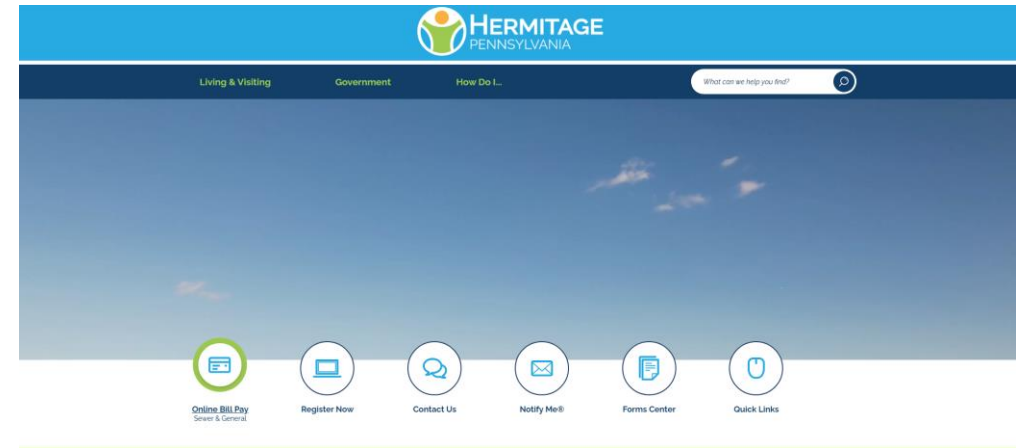 HERMITAGE
PENNSYLVANIA
Living & Visiting Government How Do I... What can we help you find?
Online Bill Pay Register Now Contact Us Notify Me® Forms Center Quick Links
Sewer & General